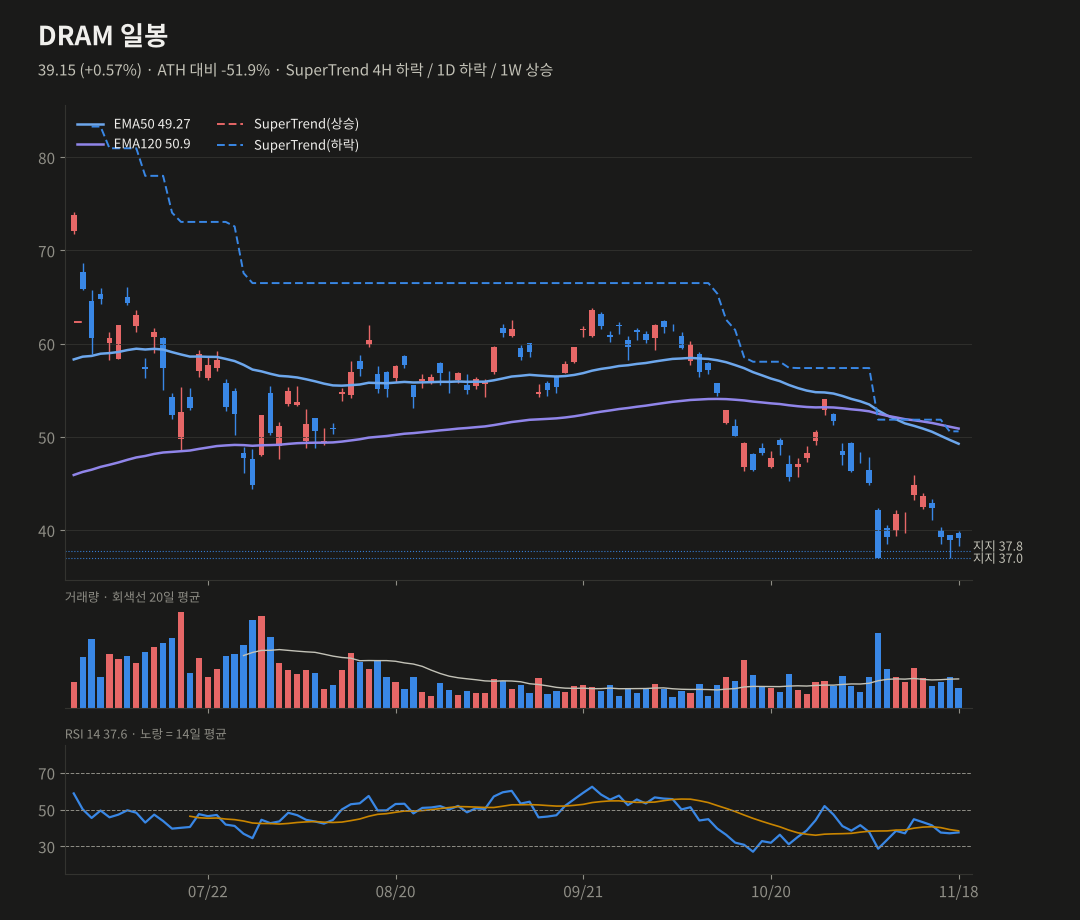 DRAM 일봉
39.15 (+0.57%) · ATH 대비 -51.9% · SuperTrend 4H 하락 / 1D 하락 / 1W 상승
EMA50 49.27
SuperTrend(상승)
EMA120 50.9
SuperTrend(하락)
80
70
60
50
40
지지 37.8
지지 37.0
거래량 · 회색선 20일 평균
RSI 14 37.6 · 노랑 = 14일 평균
70
50
30
07/22
08/20
09/21
10/20
11/18